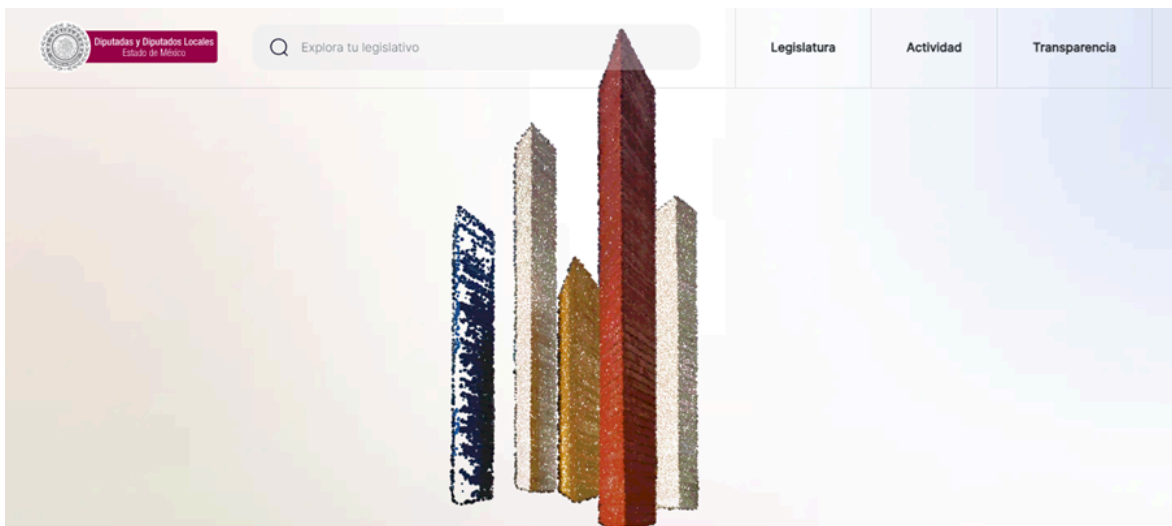 Diputadas y Diputados Locales
Estado de México
Explora tu legislativo
Legislatura
Actividad
Transparencia